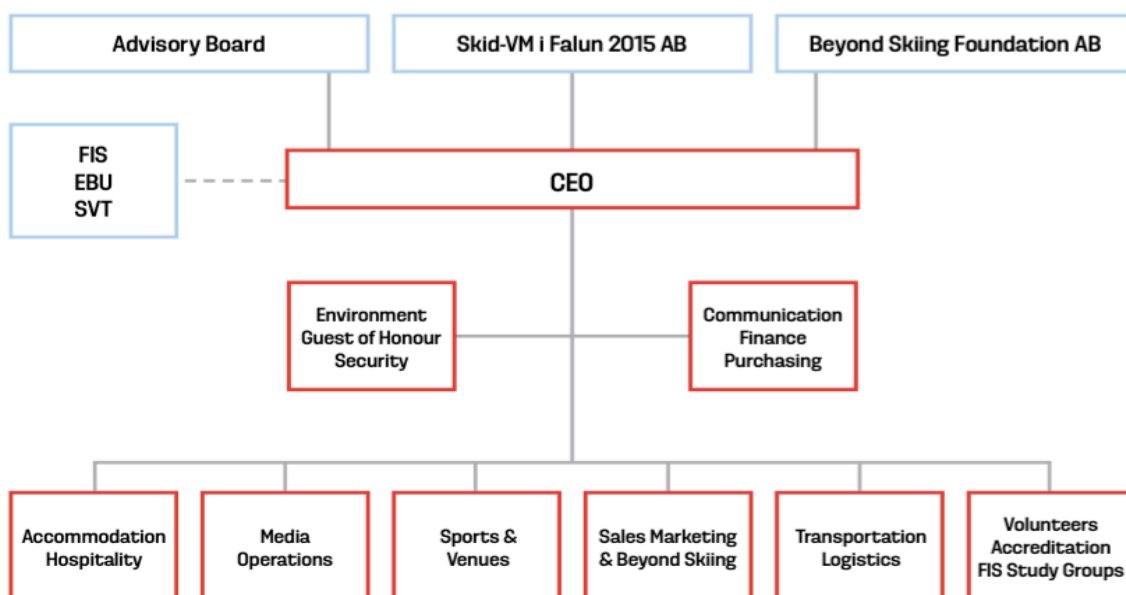 Advisory Board
Skid-VM i Falun 2015 AB
Beyond Skiing Foundation AB
FIS
EBU
SVT
CEO
Environment
Guest of Honour
Security
Communication
Finance
Purchasing
Accommodation
Hospitality
Media
Operations
Sports &
Venues
Sales Marketing
& Beyond Skiing
Transportation
Logistics
Volunteers
Accreditation
FIS Study Groups